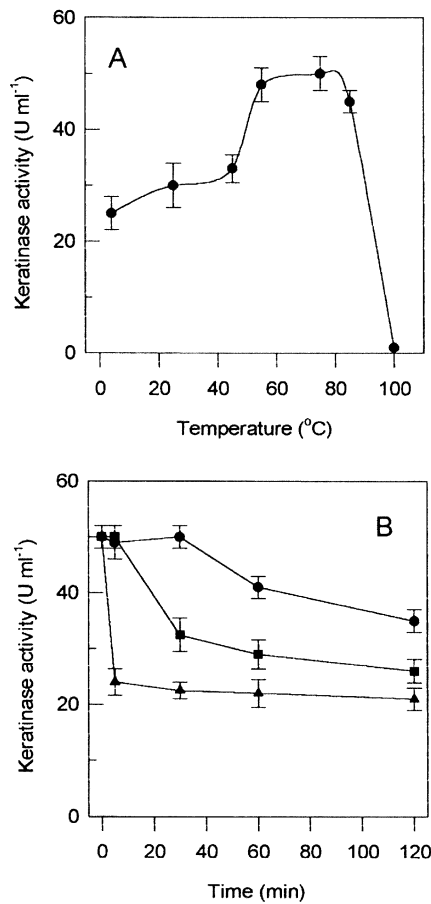 A
Keratinase activity (U ml⁻¹)
60
40
20
0
0 20 40 60 80 100
Temperature (°C)
B
Keratinase activity (U ml⁻¹)
60
40
20
0
0 20 40 60 80 100 120
Time (min)